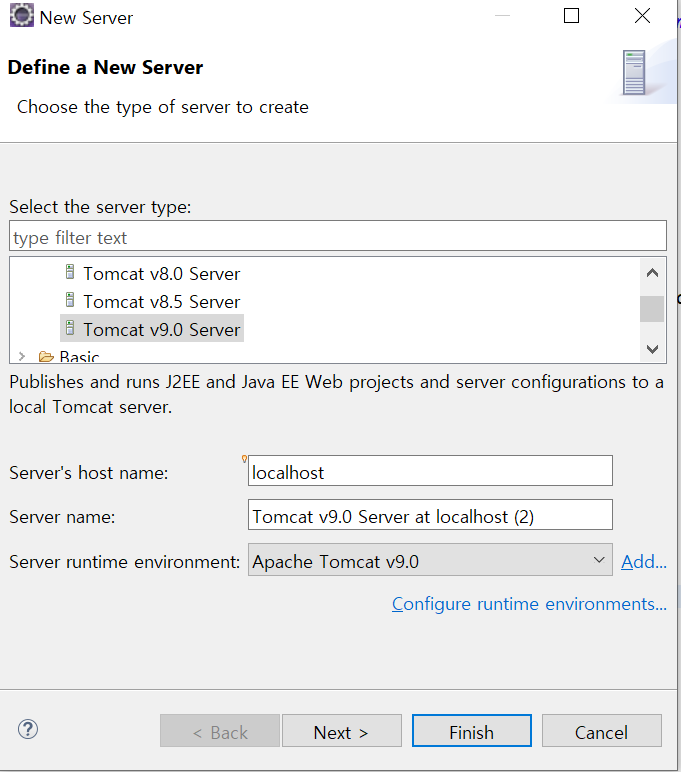 New Server
Define a New Server
Choose the type of server to create
Select the server type:
type filter text
Tomcat v8.0 Server
Tomcat v8.5 Server
Tomcat v9.0 Server
Basic
Publishes and runs J2EE and Java EE Web projects and server configurations to a
local Tomcat server.
Server's host name: localhost
Server name: Tomcat v9.0 Server at localhost (2)
Server runtime environment: Apache Tomcat v9.0 Add...
Configure runtime environments...
? < Back Next > Finish Cancel